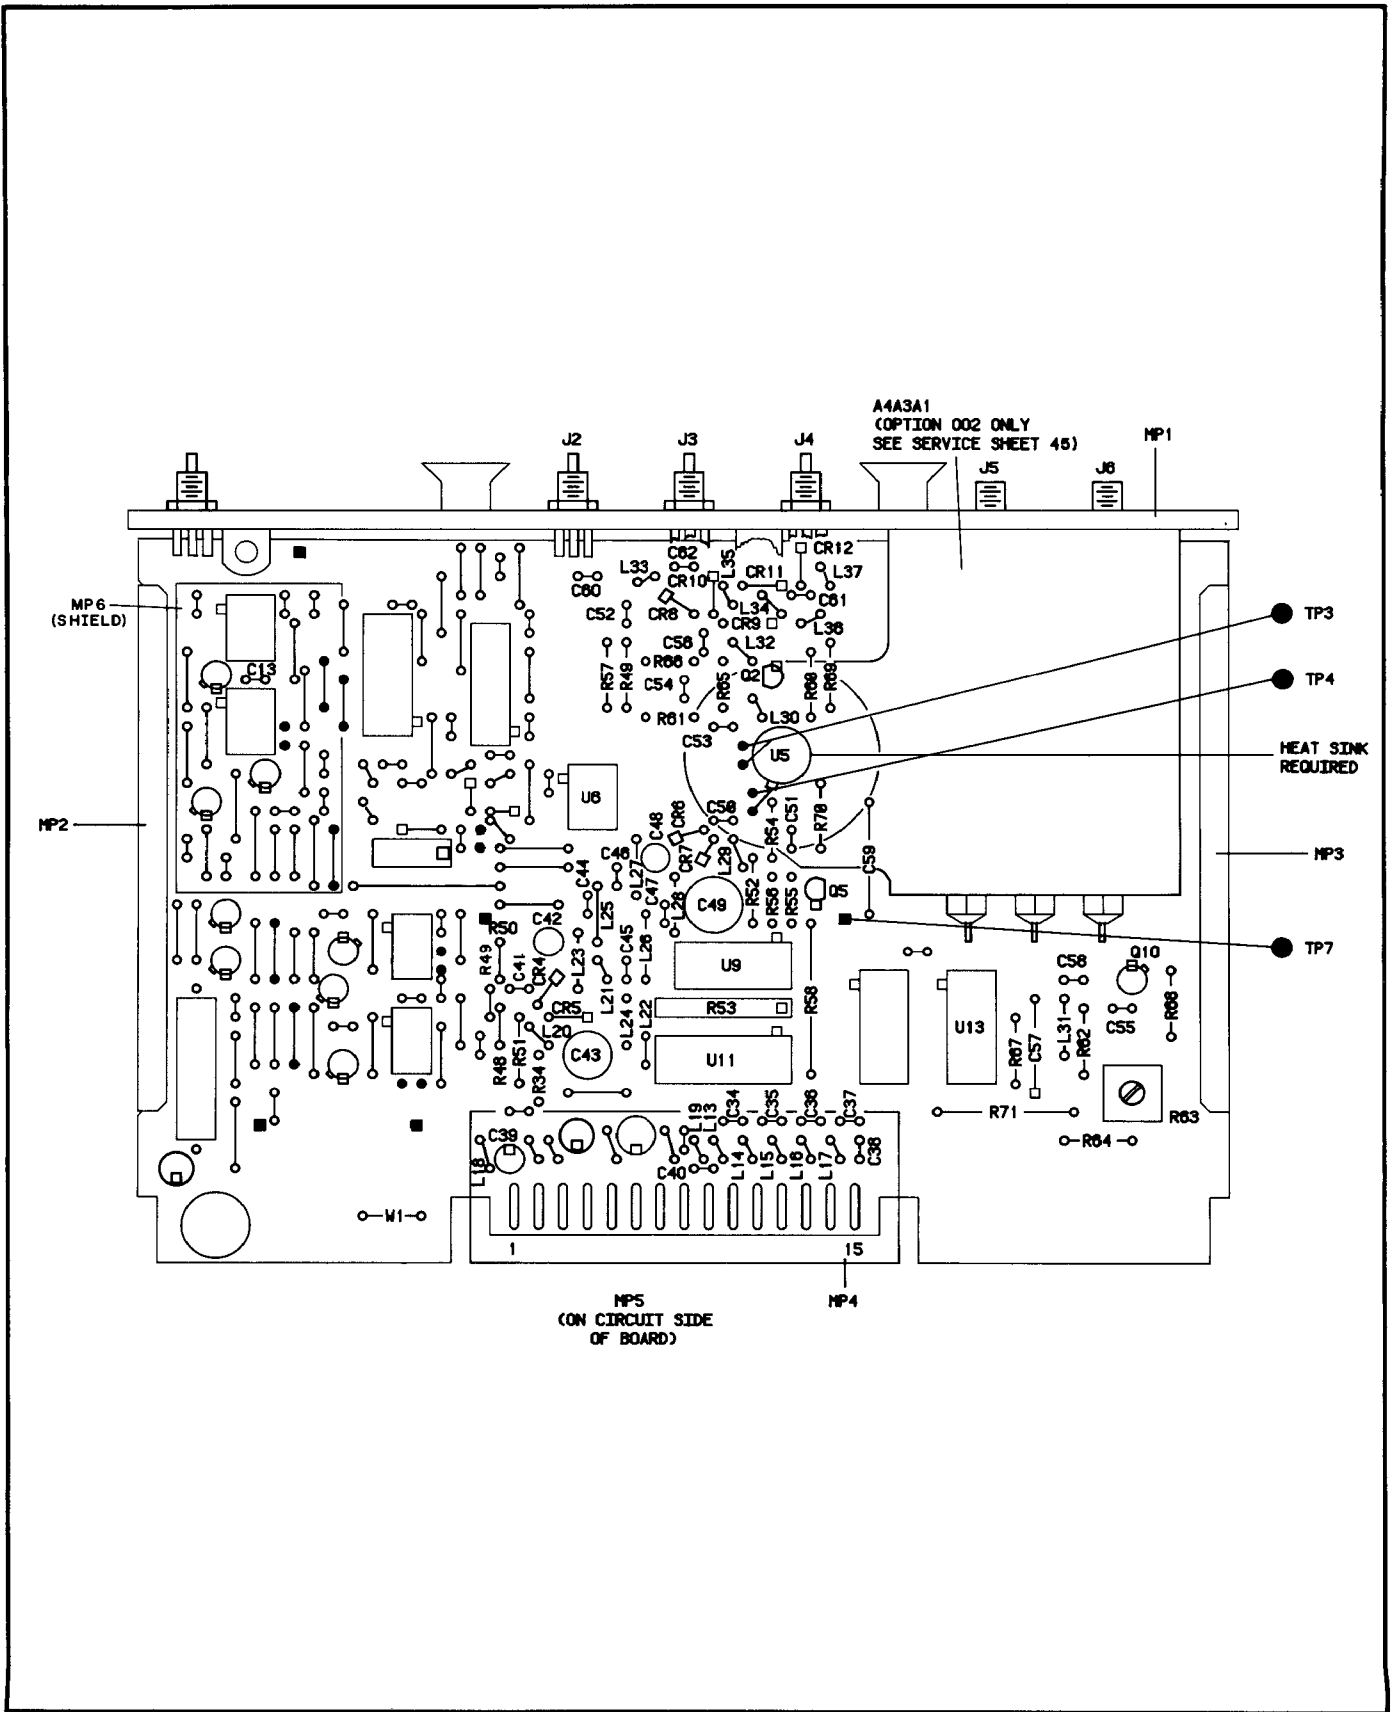 A4A3A1
(OPTION 002 ONLY
SEE SERVICE SHEET 45)
MP1
J2
J3
J4
J5
J6
C62
CR12
L33
L35
CR10
CR11
L37
C60
MP6
(SHIELD)
C52
CR8
L34
C61
CR9
L36
TP3
C56
L32
C13
R57
R49
R66
R65
Q2
R60
R69
C54
TP4
R61
L30
C53
U5
HEAT SINK
REQUIRED
U6
MP2
C48
CR6
C50
R54
C51
R70
C46
L27
CR7
L29
C59
MP3
C44
C47
L28
C49
R52
R56
R55
Q5
L25
R50
C42
R49
C41
CR4
L23
C45
L26
U9
TP7
R58
C58
Q10
L21
CR5
L20
L24
L22
R53
U13
R67
C57
L31
R62
C55
R68
R48
R51
R34
C43
U11
R71
R63
R64
L19
L13
C34
C35
C36
C37
C39
L18
C40
L14
L15
L16
L17
C38
W1
1
15
MP5
(ON CIRCUIT SIDE
OF BOARD)
MP4